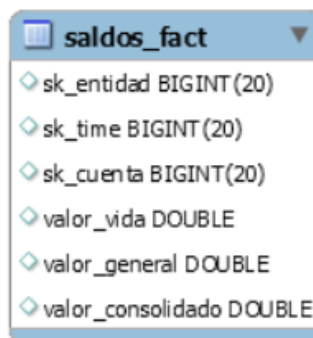 saldos_fact
sk_entidad BIGINT(20)
sk_time BIGINT(20)
sk_cuenta BIGINT(20)
valor_vida DOUBLE
valor_general DOUBLE
valor_consolidado DOUBLE